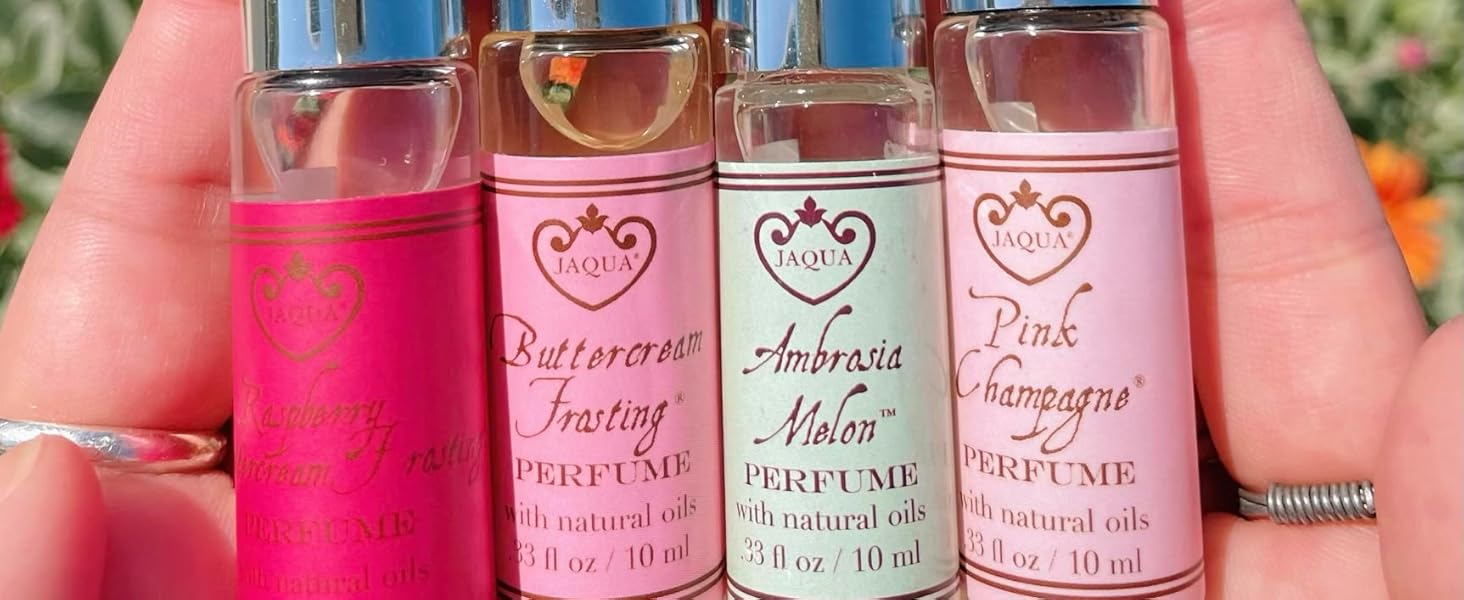 JAQUA
Raspberry
Frosting
PERFUME
natural oils
JAQUA®
Buttercream
Frosting®
PERFUME
with natural oils
.33 fl oz / 10 ml
JAQUA
Ambrosia
Melon™
PERFUME
with natural oils
.33 fl oz / 10 ml
JAQUA®
Pink
Champagne®
PERFUME
with natural oils
.33 fl oz / 10 ml